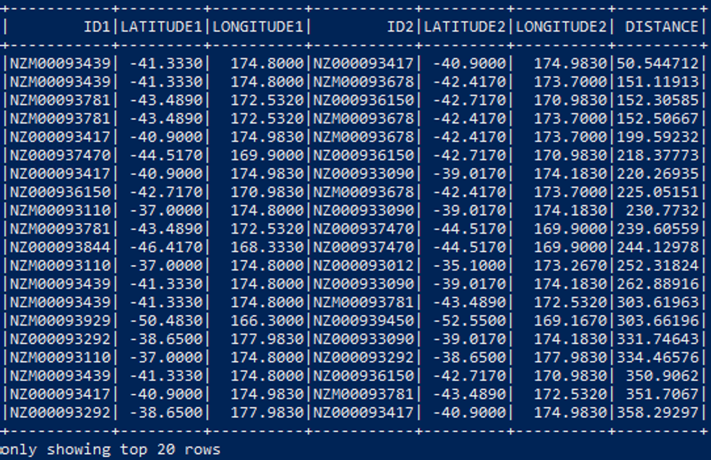 +-----------+---------+----------+-----------+---------+----------+---------+
|        ID1|LATITUDE1|LONGITUDE1|        ID2|LATITUDE2|LONGITUDE2| DISTANCE|
+-----------+---------+----------+-----------+---------+----------+---------+
|NZM00093439| -41.3330|  174.8000|NZ000093417| -40.9000|  174.9830|50.544712|
|NZM00093439| -41.3330|  174.8000|NZM00093678| -42.4170|  173.7000|151.11913|
|NZM00093781| -43.4890|  172.5320|NZ000936150| -42.7170|  170.9830|152.30585|
|NZM00093781| -43.4890|  172.5320|NZM00093678| -42.4170|  173.7000|152.50667|
|NZ000093417| -40.9000|  174.9830|NZM00093678| -42.4170|  173.7000|199.59232|
|NZ000937470| -44.5170|  169.9000|NZ000936150| -42.7170|  170.9830|218.37773|
|NZ000093417| -40.9000|  174.9830|NZ000933090| -39.0170|  174.1830|220.26935|
|NZ000936150| -42.7170|  170.9830|NZM00093678| -42.4170|  173.7000|225.05151|
|NZM00093110| -37.0000|  174.8000|NZ000933090| -39.0170|  174.1830| 230.7732|
|NZM00093781| -43.4890|  172.5320|NZ000937470| -44.5170|  169.9000|239.60559|
|NZ000093844| -46.4170|  168.3330|NZ000937470| -44.5170|  169.9000|244.12978|
|NZM00093110| -37.0000|  174.8000|NZ000093012| -35.1000|  173.2670|252.31824|
|NZM00093439| -41.3330|  174.8000|NZ000933090| -39.0170|  174.1830|262.88916|
|NZM00093439| -41.3330|  174.8000|NZM00093781| -43.4890|  172.5320|303.61963|
|NZM00093929| -50.4830|  166.3000|NZ000939450| -52.5500|  169.1670|303.66196|
|NZ000093292| -38.6500|  177.9830|NZ000933090| -39.0170|  174.1830|331.74643|
|NZM00093110| -37.0000|  174.8000|NZ000093292| -38.6500|  177.9830|334.46576|
|NZM00093439| -41.3330|  174.8000|NZ000936150| -42.7170|  170.9830| 350.9062|
|NZ000093417| -40.9000|  174.9830|NZM00093781| -43.4890|  172.5320| 351.7067|
|NZ000093292| -38.6500|  177.9830|NZ000093417| -40.9000|  174.9830|358.29297|
+-----------+---------+----------+-----------+---------+----------+---------+
only showing top 20 rows